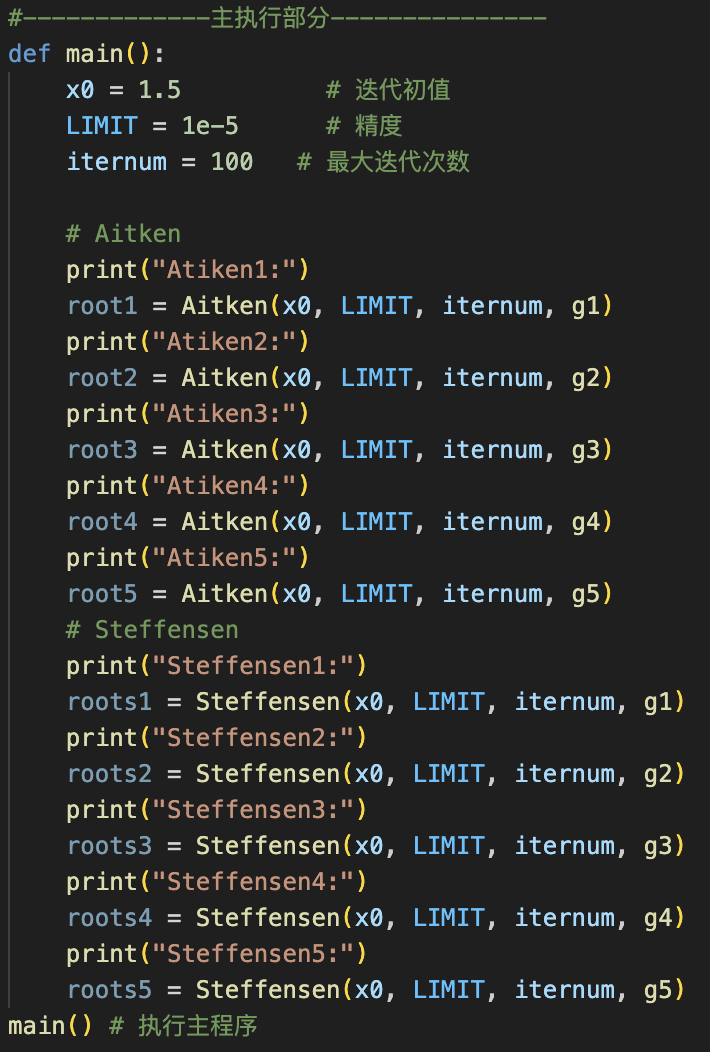 #-------------主执行部分---------------
def main():
    x0 = 1.5          # 迭代初值
    LIMIT = 1e-5      # 精度
    iternum = 100   # 最大迭代次数

    # Aitken
    print("Atiken1:")
    root1 = Aitken(x0, LIMIT, iternum, g1)
    print("Atiken2:")
    root2 = Aitken(x0, LIMIT, iternum, g2)
    print("Atiken3:")
    root3 = Aitken(x0, LIMIT, iternum, g3)
    print("Atiken4:")
    root4 = Aitken(x0, LIMIT, iternum, g4)
    print("Atiken5:")
    root5 = Aitken(x0, LIMIT, iternum, g5)
    # Steffensen
    print("Steffensen1:")
    roots1 = Steffensen(x0, LIMIT, iternum, g1)
    print("Steffensen2:")
    roots2 = Steffensen(x0, LIMIT, iternum, g2)
    print("Steffensen3:")
    roots3 = Steffensen(x0, LIMIT, iternum, g3)
    print("Steffensen4:")
    roots4 = Steffensen(x0, LIMIT, iternum, g4)
    print("Steffensen5:")
    roots5 = Steffensen(x0, LIMIT, iternum, g5)
main() # 执行主程序